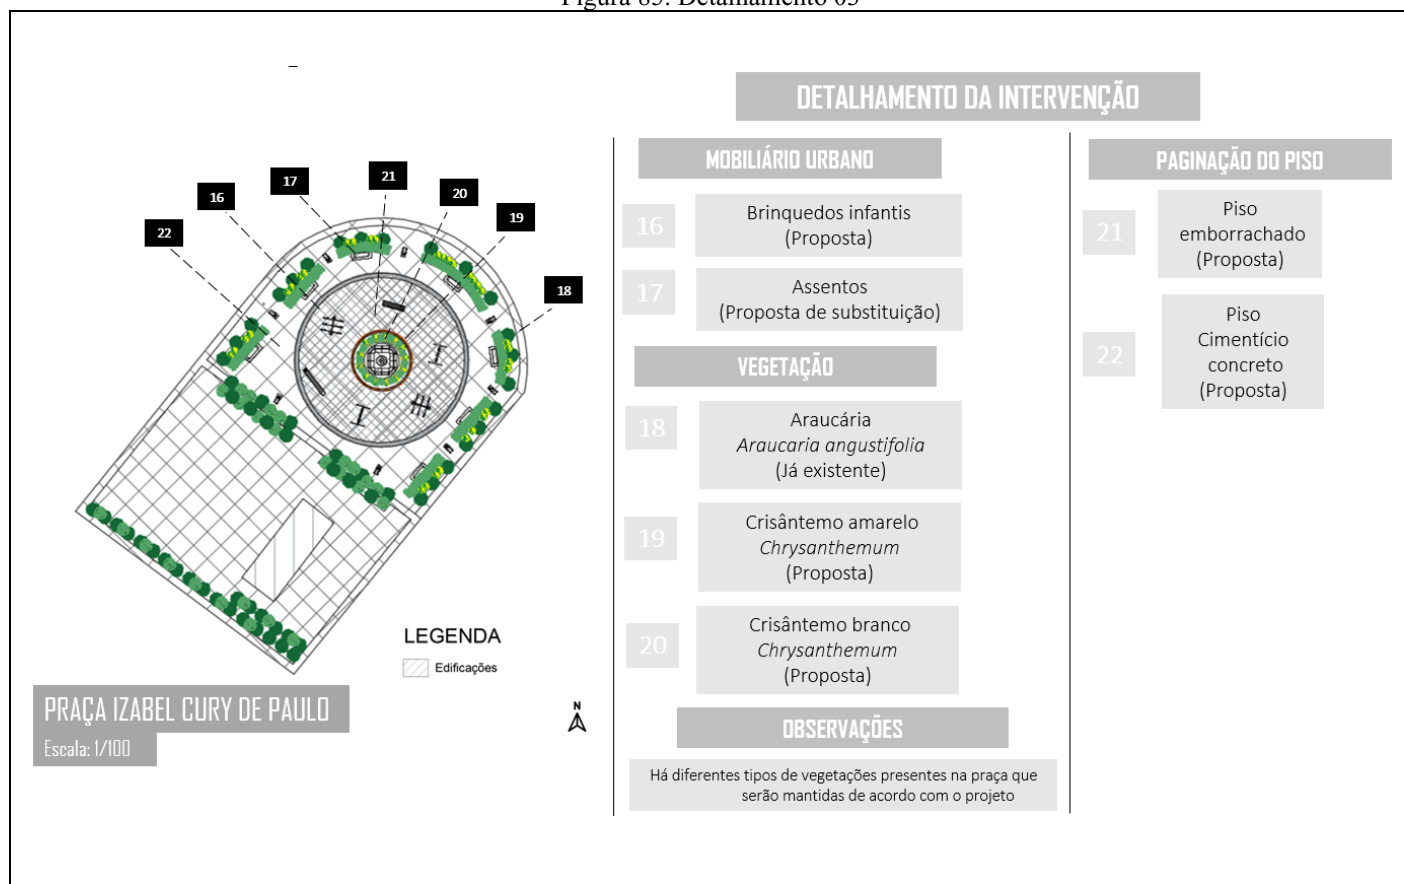 Figura 85: Detalhamento 03
DETALHAMENTO DA INTERVENÇÃO
17
21
20
16
19
22
18
LEGENDA
Edificações
PRAÇA IZABEL CURY DE PAULO
Escala: 1/100
N
MOBILIÁRIO URBANO
16
Brinquedos infantis
(Proposta)
17
Assentos
(Proposta de substituição)
VEGETAÇÃO
18
Araucária
Araucaria angustifolia
(Já existente)
19
Crisântemo amarelo
Chrysanthemum
(Proposta)
20
Crisântemo branco
Chrysanthemum
(Proposta)
OBSERVAÇÕES
Há diferentes tipos de vegetações presentes na praça que
serão mantidas de acordo com o projeto
PAGINAÇÃO DO PISO
21
Piso
emborrachado
(Proposta)
22
Piso
Cimentício
concreto
(Proposta)